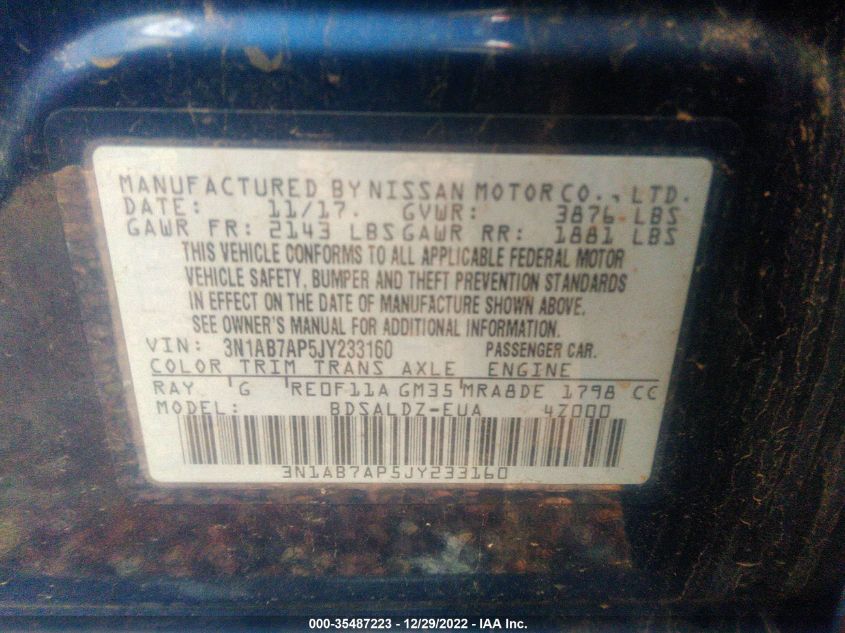 MANUFACTURED BY NISSAN MOTOR CO., LTD.
DATE: 11/17. GVWR: 3876 LBS
GAWR FR: 2143 LBS GAWR RR: 1881 LBS
THIS VEHICLE CONFORMS TO ALL APPLICABLE FEDERAL MOTOR
VEHICLE SAFETY, BUMPER AND THEFT PREVENTION STANDARDS
IN EFFECT ON THE DATE OF MANUFACTURE SHOWN ABOVE.
SEE OWNER'S MANUAL FOR ADDITIONAL INFORMATION.
VIN: 3N1AB7AP5JY233160 PASSENGER CAR.
COLOR TRIM TRANS AXLE ENGINE
RAY G RE0F11A GM35 MRA8DE 1798 CC
MODEL: BDSALDZ-EUA 4Z000
3N1AB7AP5JY233160
000-35487223 - 12/29/2022 - IAA Inc.